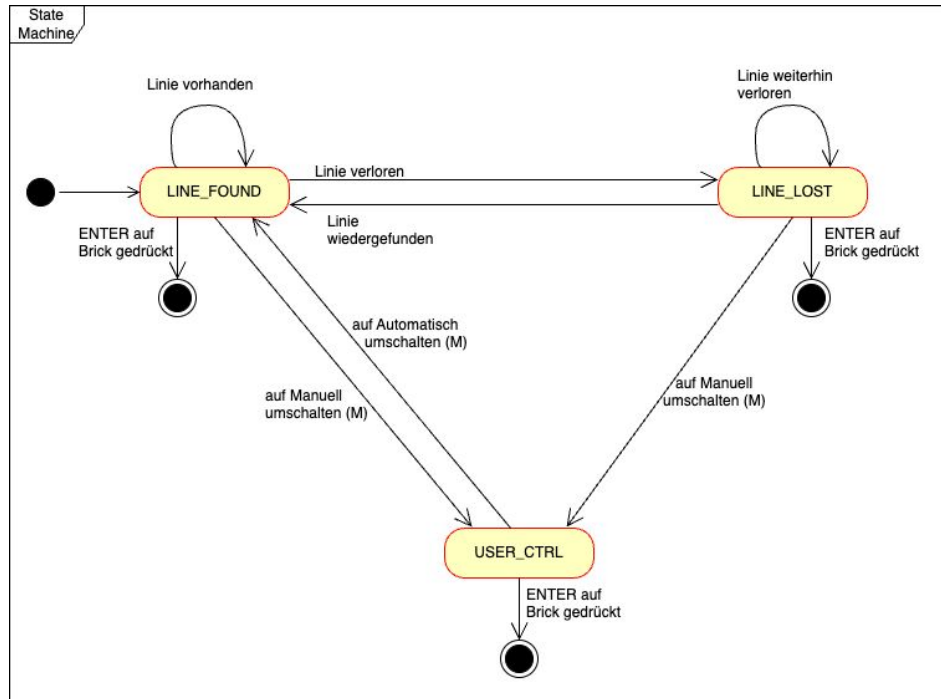 State
Machine
Linie vorhanden
Linie weiterhin
verloren
LINE_FOUND
Linie verloren
LINE_LOST
Linie
wiedergefunden
ENTER auf
Brick gedrückt
ENTER auf
Brick gedrückt
auf Automatisch
umschalten (M)
auf Manuell
umschalten (M)
auf Manuell
umschalten (M)
USER_CTRL
ENTER auf
Brick gedrückt